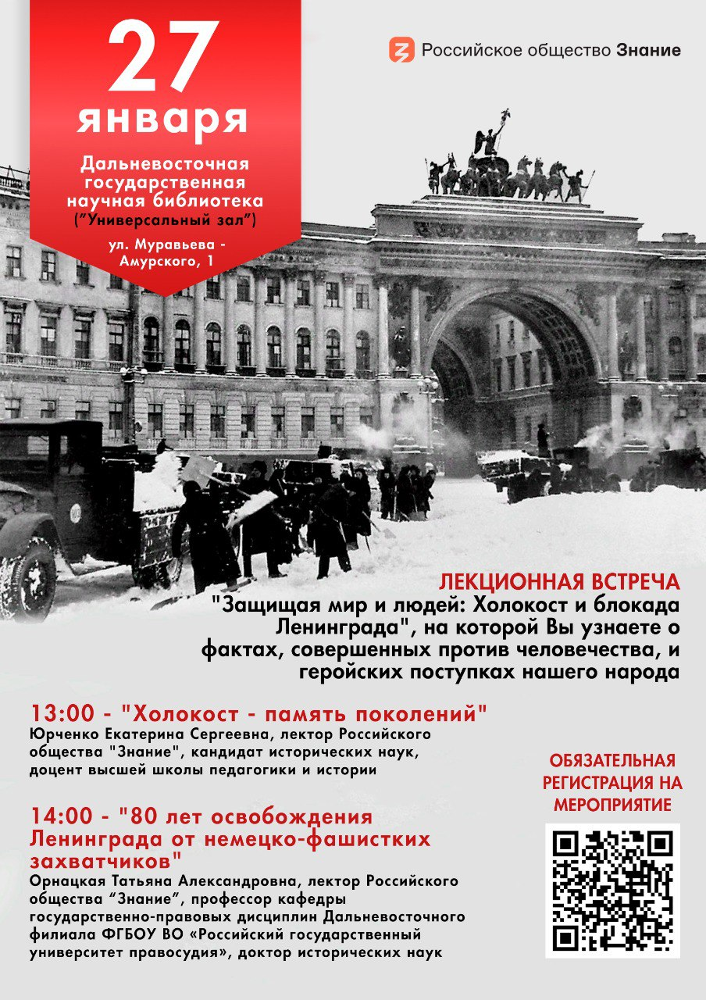 27
января
Дальневосточная
государственная
научная библиотека
("Универсальный зал")
ул. Муравьева -
Амурского, 1
Российское общество Знание
ЛЕКЦИОННАЯ ВСТРЕЧА
"Защищая мир и людей: Холокост и блокада
Ленинграда", на которой Вы узнаете о
фактах, совершенных против человечества, и
геройских поступках нашего народа
13:00 - "Холокост - память поколений"
Юрченко Екатерина Сергеевна, лектор Российского
общества "Знание", кандидат исторических наук,
доцент высшей школы педагогики и истории
14:00 - "80 лет освобождения
Ленинграда от немецко-фашистких
захватчиков"
Орнацкая Татьяна Александровна, лектор Российского
общества “Знание”, профессор кафедры
государственно-правовых дисциплин Дальневосточного
филиала ФГБОУ ВО «Российский государственный
университет правосудия», доктор исторических наук
ОБЯЗАТЕЛЬНАЯ
РЕГИСТРАЦИЯ НА
МЕРОПРИЯТИЕ